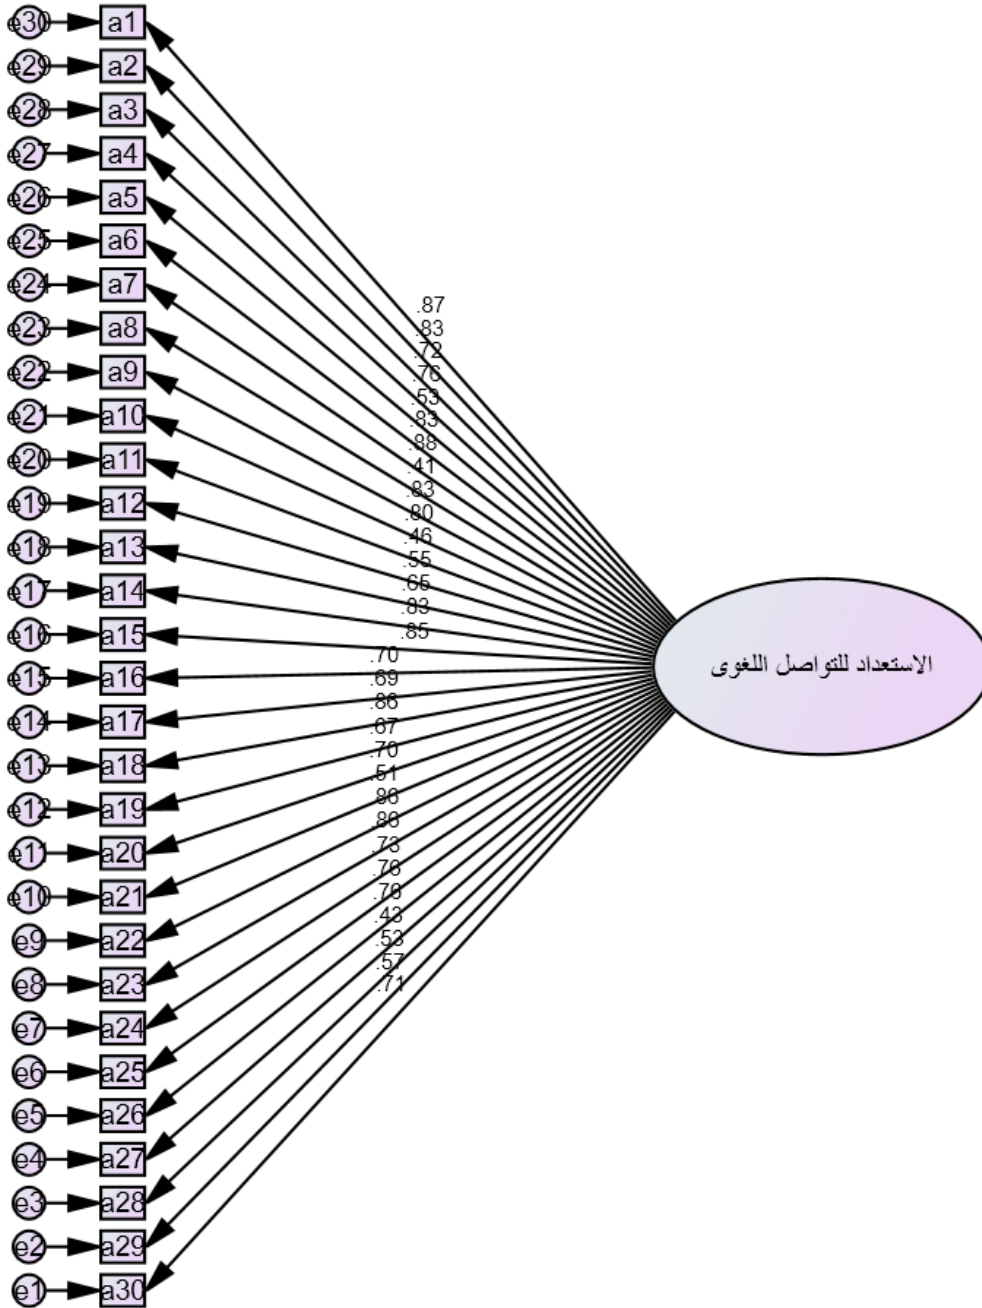 e30 a1
e29 a2
e28 a3
e27 a4
e26 a5
e25 a6
e24 a7
.87
e23 a8
.83
.72
e22 a9
.76
.53
e21 a10
.83
.88
e20 a11
.41
.83
e19 a12
.80
.46
e18 a13
.55
.65
e17 a14
.83
.85
e16 a15
.70
الاستعداد للتواصل اللغوى
e15 a16
.69
.86
e14 a17
.67
.70
e13 a18
.51
.86
e12 a19
.86
.73
e11 a20
.76
.76
e10 a21
.43
.53
e9 a22
.57
.71
e8 a23
e7 a24
e6 a25
e5 a26
e4 a27
e3 a28
e2 a29
e1 a30